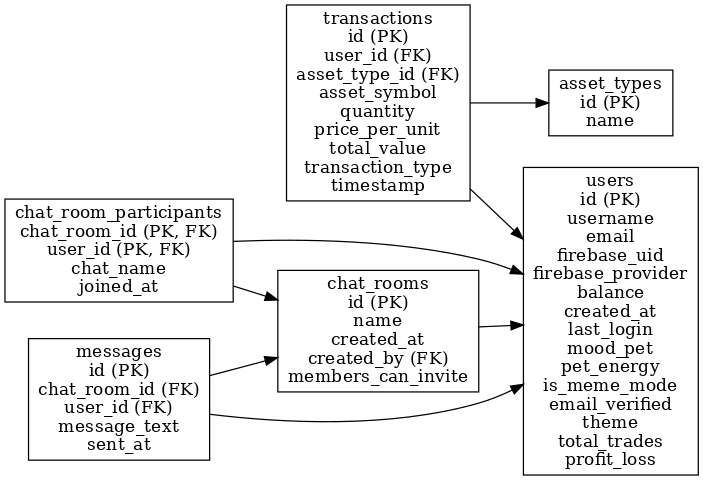 transactions
id (PK)
user_id (FK)
asset_type_id (FK)
asset_symbol
quantity
price_per_unit
total_value
transaction_type
timestamp
asset_types
id (PK)
name
users
id (PK)
username
email
firebase_uid
firebase_provider
balance
created_at
last_login
mood_pet
pet_energy
is_meme_mode
email_verified
theme
total_trades
profit_loss
chat_room_participants
chat_room_id (PK, FK)
user_id (PK, FK)
chat_name
joined_at
chat_rooms
id (PK)
name
created_at
created_by (FK)
members_can_invite
messages
id (PK)
chat_room_id (FK)
user_id (FK)
message_text
sent_at